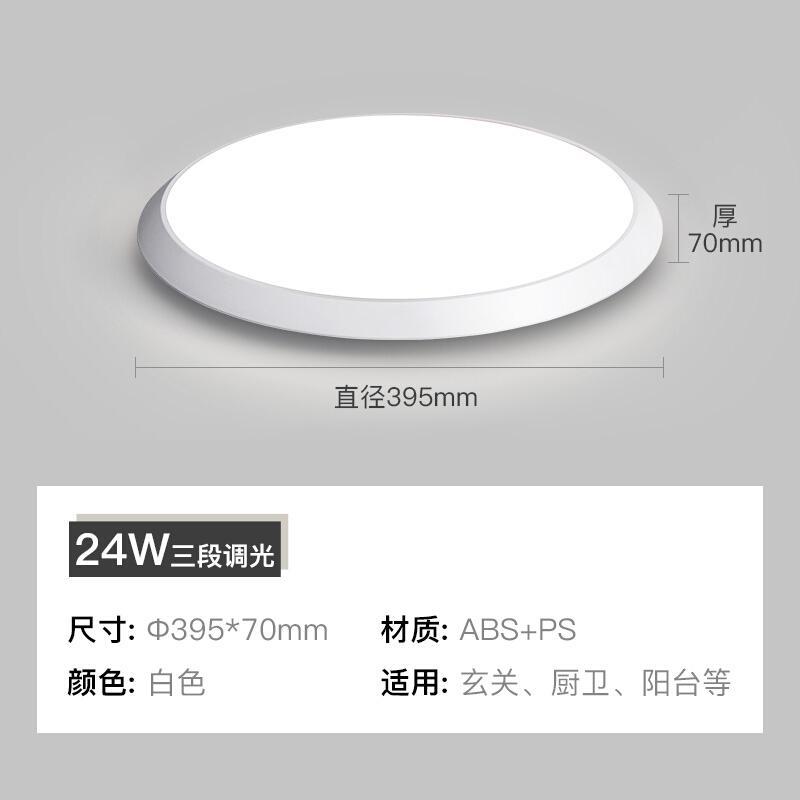 厚
70mm
直径395mm
24W三段调光
尺寸: Φ395*70mm
材质: ABS+PS
颜色: 白色
适用: 玄关、厨卫、阳台等